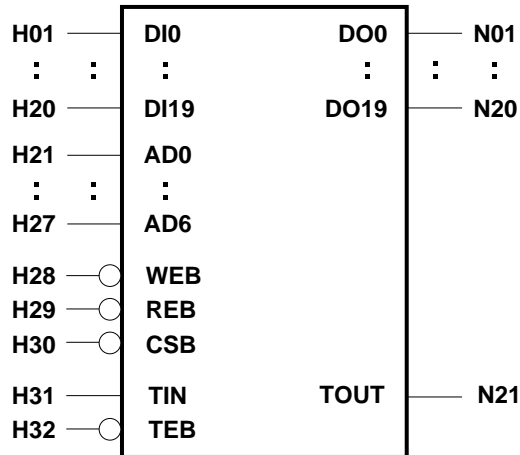 H01 DI0 DO0 N01
: : : : : :
H20 DI19 DO19 N20
H21 AD0
: : :
H27 AD6
H28 WEB
H29 REB
H30 CSB
H31 TIN TOUT N21
H32 TEB